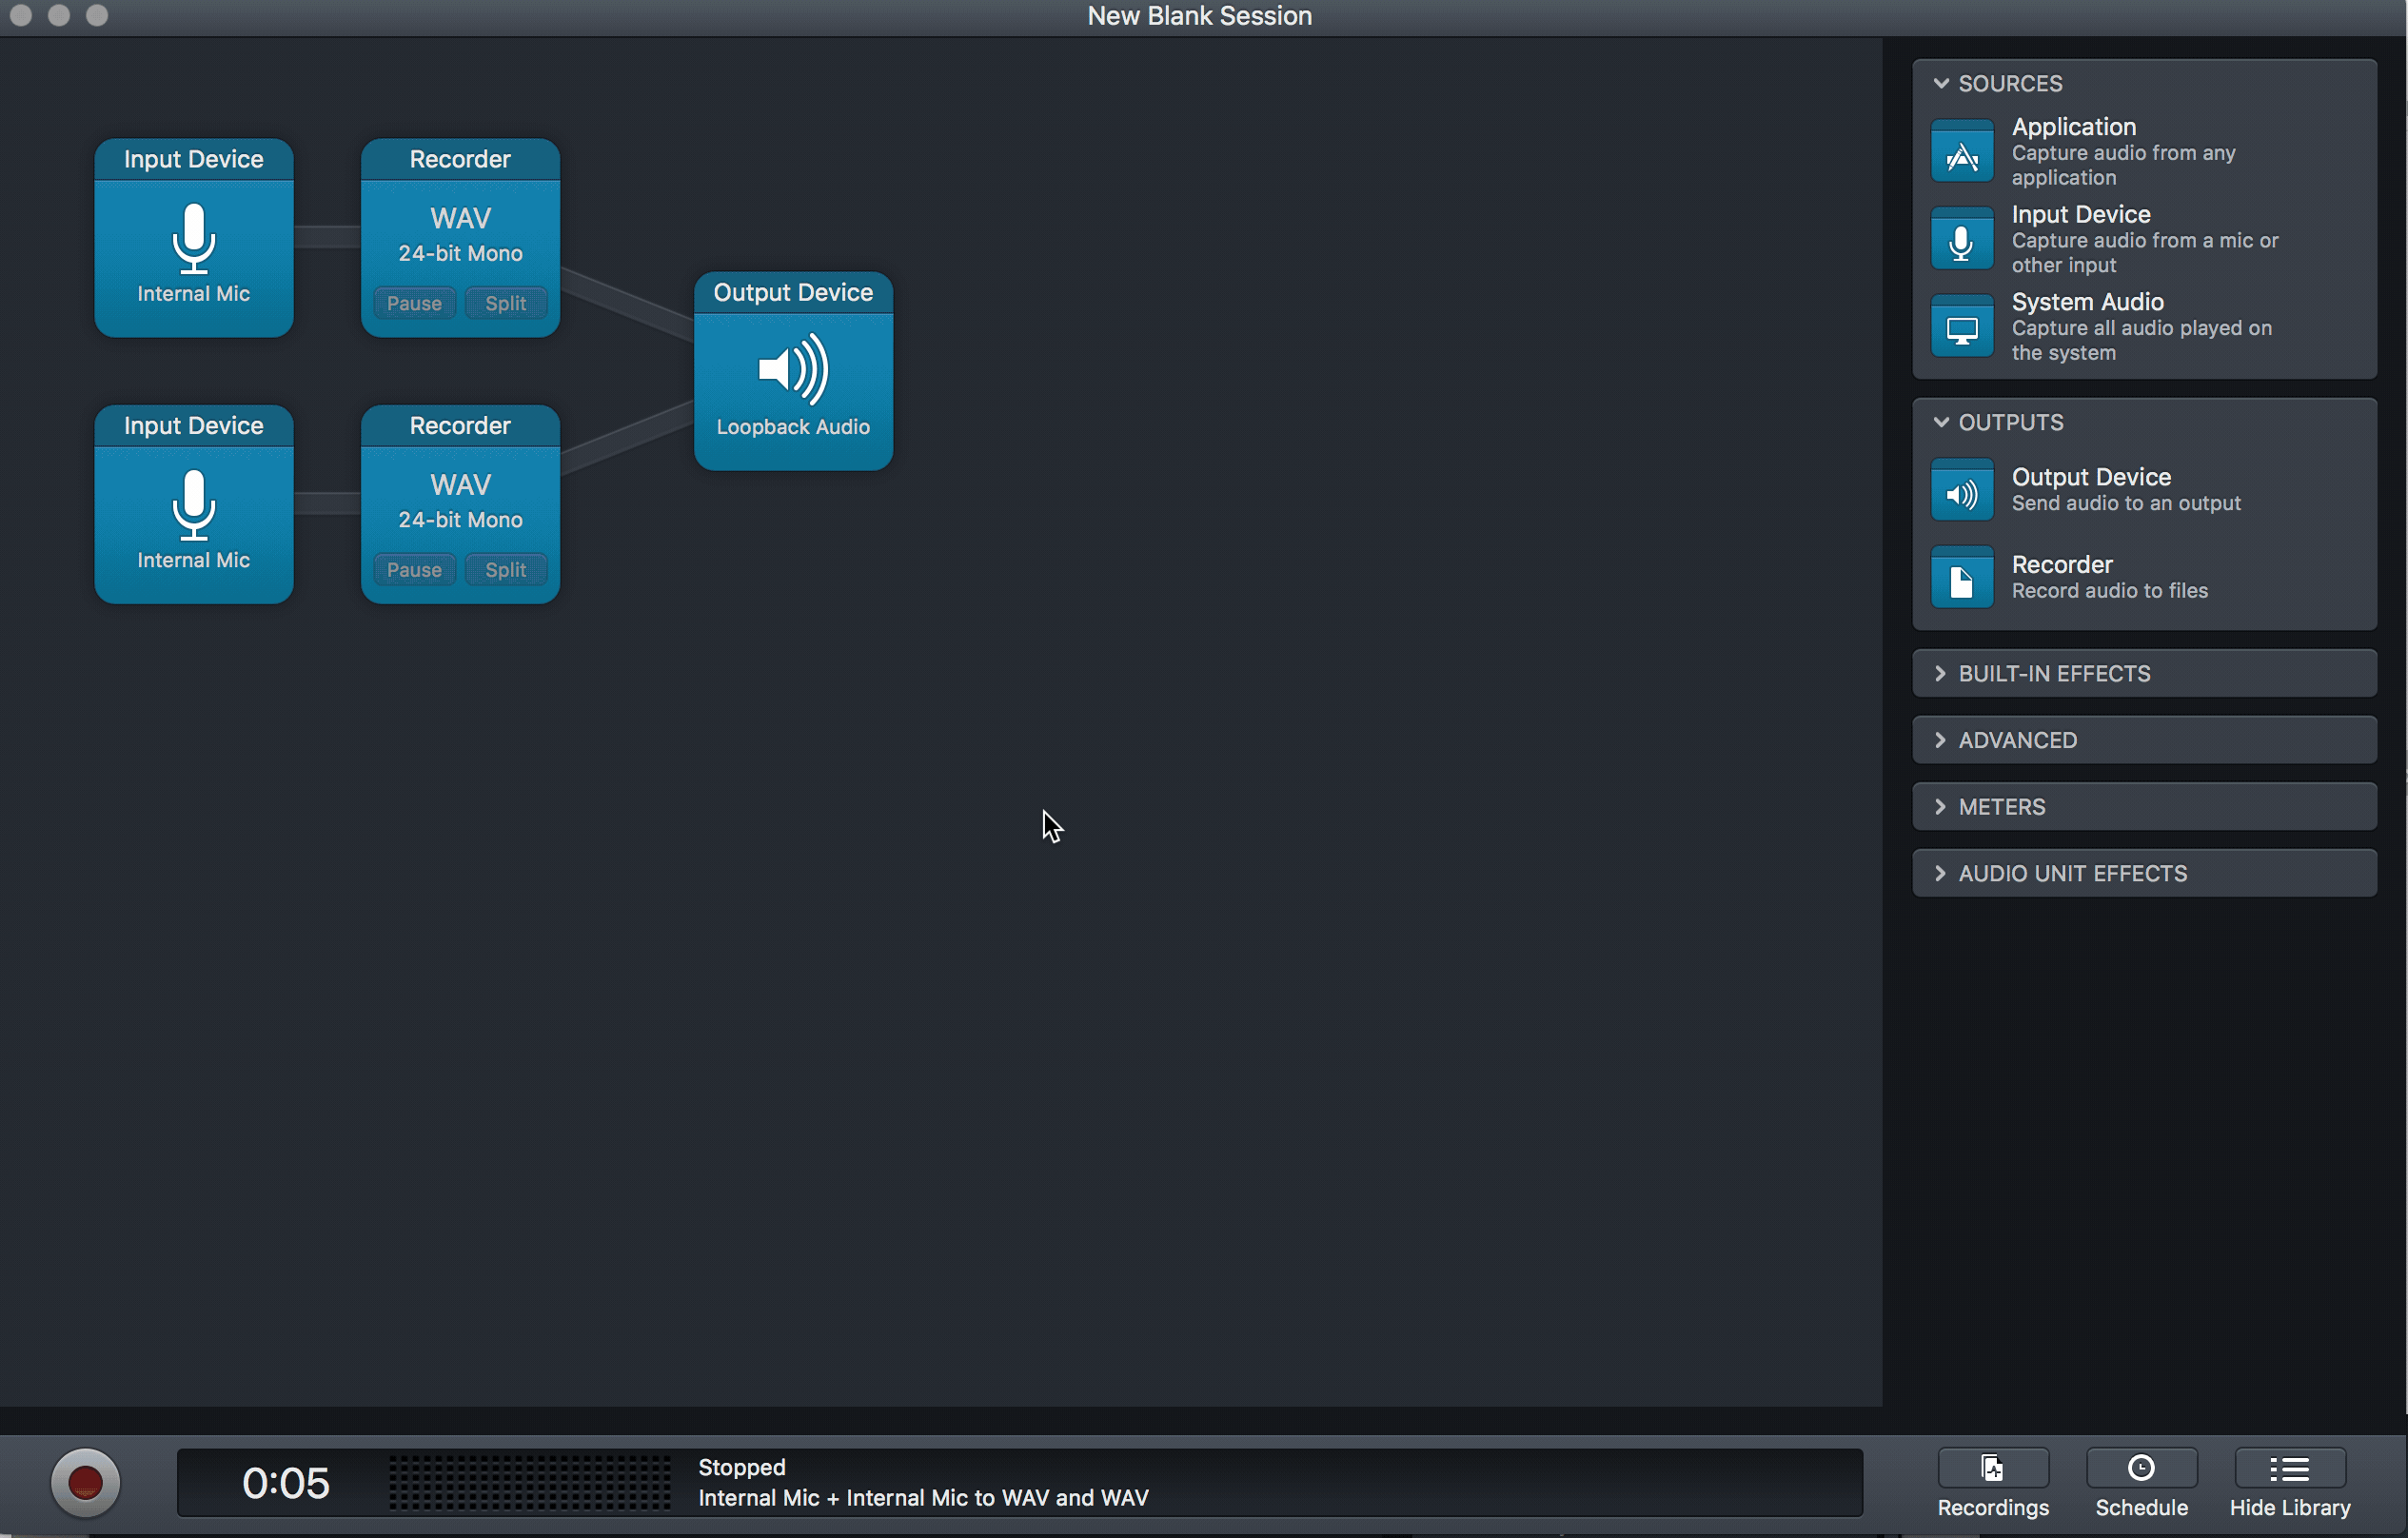 New Blank Session
Input Device
Internal Mic
Recorder
WAV
24-bit Mono
Pause Split
Input Device
Internal Mic
Recorder
WAV
24-bit Mono
Pause Split
Output Device
Loopback Audio
SOURCES
Application
Capture audio from any
application
Input Device
Capture audio from a mic or
other input
System Audio
Capture all audio played on
the system
OUTPUTS
Output Device
Send audio to an output
Recorder
Record audio to files
BUILT-IN EFFECTS
ADVANCED
METERS
AUDIO UNIT EFFECTS
0:05
Stopped
Internal Mic + Internal Mic to WAV and WAV
Recordings
Schedule
Hide Library